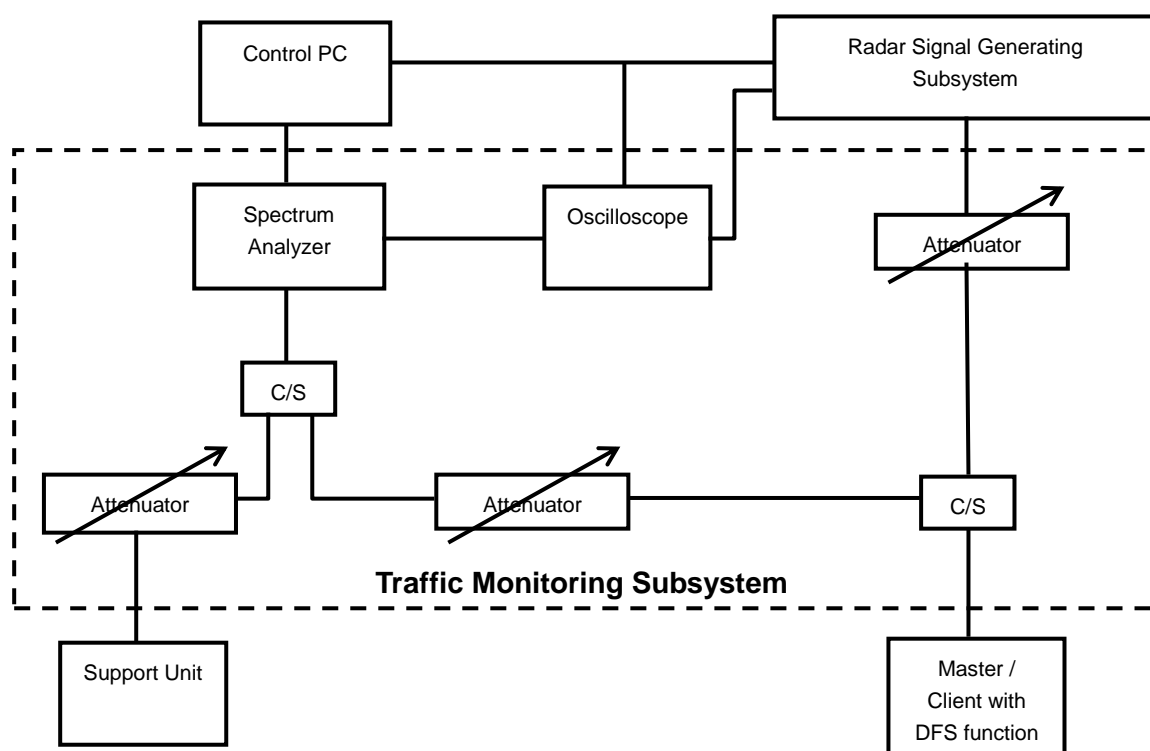 Control PC
Radar Signal Generating
Subsystem
Spectrum
Analyzer
Oscilloscope
Attenuator
C/S
Attenuator
Attenuator
C/S
Traffic Monitoring Subsystem
Support Unit
Master /
Client with
DFS function